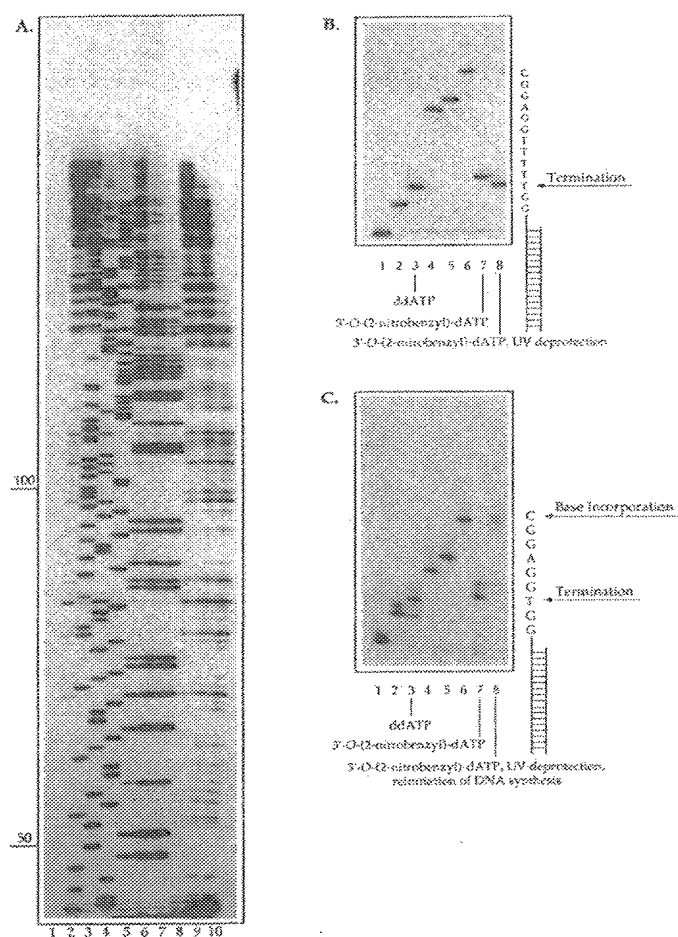 A.
100
50
1 2 3 4 5 6 7 8 9 10
B.
C
G
G
A
G
G
T
T
T
T
T
G
G
Termination
1 2 3 4 5 6 7 8
ddATP
3'-O-(2-nitrobenzyl)-dATP
3'-O-(2-nitrobenzyl)-dATP, UV deprotection
C.
C
G
G
A
G
G
T
G
G
Base Incorporation
Termination
1 2 3 4 5 6 7 8
ddATP
3'-O-(2-nitrobenzyl)-dATP
3'-O-(2-nitrobenzyl)-dATP, UV deprotection,
reinitiation of DNA synthesis